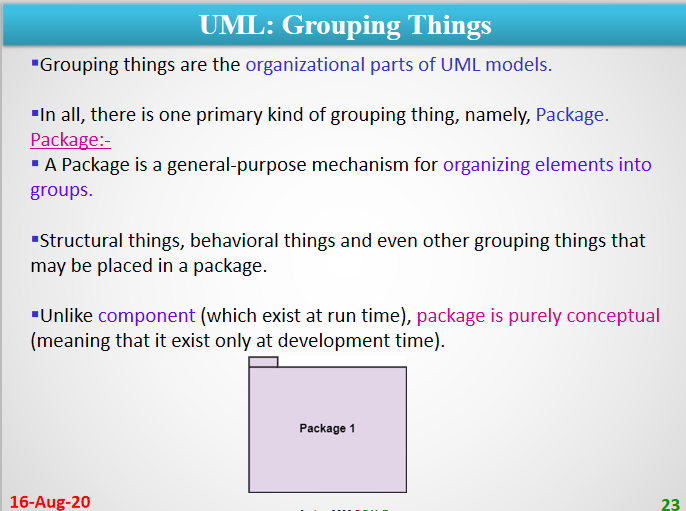 UML: Grouping Things
▪Grouping things are the organizational parts of UML models.
▪In all, there is one primary kind of grouping thing, namely, Package.
Package:-
▪ A Package is a general-purpose mechanism for organizing elements into
groups.
▪Structural things, behavioral things and even other grouping things that
may be placed in a package.
▪Unlike component (which exist at run time), package is purely conceptual
(meaning that it exist only at development time).
Package 1
16-Aug-20
23